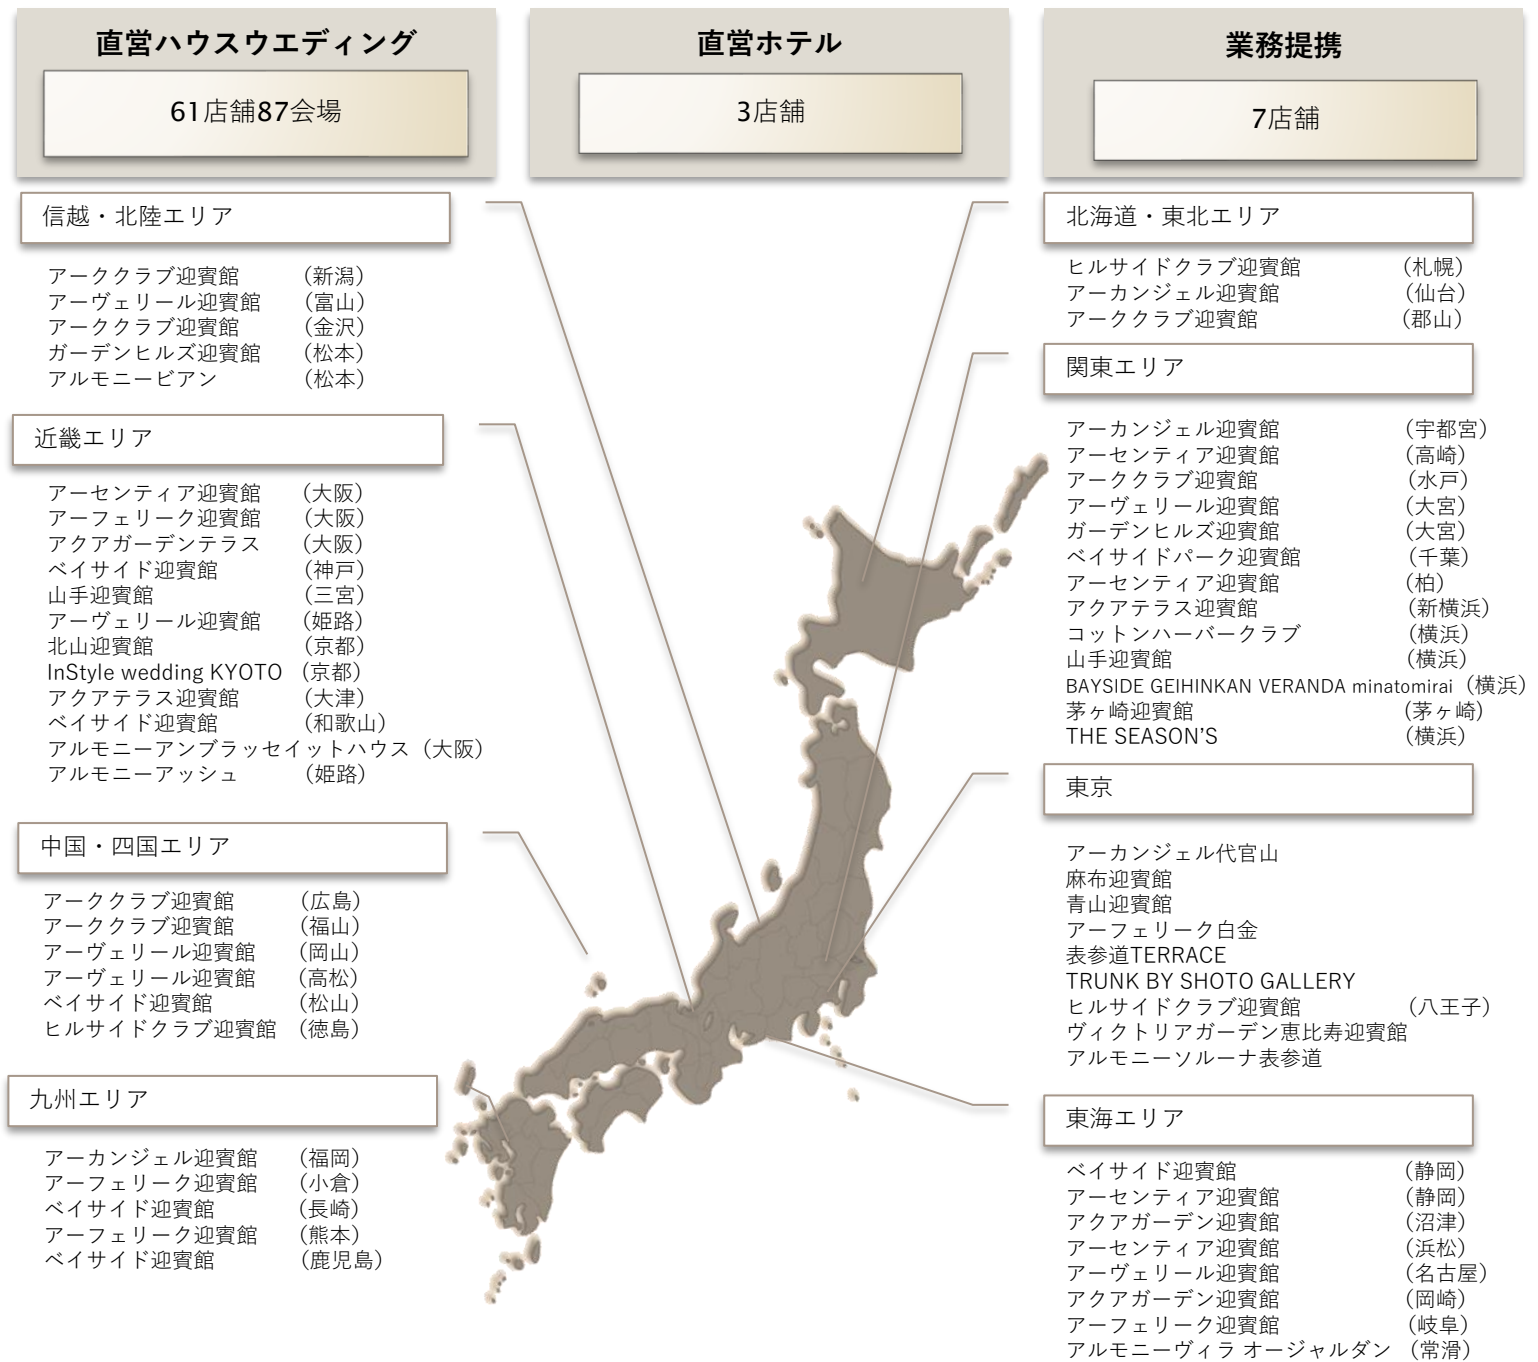 直営ハウスウエディング
61店舗87会場
直営ホテル
3店舗
業務提携
7店舗
信越・北陸エリア
アーククラブ迎賓館 （新潟）
アーヴェリール迎賓館 （富山）
アーククラブ迎賓館 （金沢）
ガーデンヒルズ迎賓館 （松本）
アルモニービアン （松本）
近畿エリア
アーセンティア迎賓館 （大阪）
アーフェリーク迎賓館 （大阪）
アクアガーデンテラス （大阪）
ベイサイド迎賓館 （神戸）
山手迎賓館 （三宮）
アーヴェリール迎賓館 （姫路）
北山迎賓館 （京都）
InStyle wedding KYOTO （京都）
アクアテラス迎賓館 （大津）
ベイサイド迎賓館 （和歌山）
アルモニーアンブラッセイットハウス（大阪）
アルモニーアッシュ （姫路）
中国・四国エリア
アーククラブ迎賓館 （広島）
アーククラブ迎賓館 （福山）
アーヴェリール迎賓館 （岡山）
アーヴェリール迎賓館 （高松）
ベイサイド迎賓館 （松山）
ヒルサイドクラブ迎賓館 （徳島）
九州エリア
アーカンジェル迎賓館 （福岡）
アーフェリーク迎賓館 （小倉）
ベイサイド迎賓館 （長崎）
アーフェリーク迎賓館 （熊本）
ベイサイド迎賓館 （鹿児島）
北海道・東北エリア
ヒルサイドクラブ迎賓館 （札幌）
アーカンジェル迎賓館 （仙台）
アーククラブ迎賓館 （郡山）
関東エリア
アーカンジェル迎賓館 （宇都宮）
アーセンティア迎賓館 （高崎）
アーククラブ迎賓館 （水戸）
アーヴェリール迎賓館 （大宮）
ガーデンヒルズ迎賓館 （大宮）
ベイサイドパーク迎賓館 （千葉）
アーセンティア迎賓館 （柏）
アクアテラス迎賓館 （新横浜）
コットンハーバークラブ （横浜）
山手迎賓館 （横浜）
BAYSIDE GEIHINKAN VERANDA minatomirai（横浜）
茅ヶ崎迎賓館 （茅ヶ崎）
THE SEASON’S （横浜）
東京
アーカンジェル代官山
麻布迎賓館
青山迎賓館
アーフェリーク白金
表参道TERRACE
TRUNK BY SHOTO GALLERY
ヒルサイドクラブ迎賓館 （八王子）
ヴィクトリアガーデン恵比寿迎賓館
アルモニーソルーナ表参道
東海エリア
ベイサイド迎賓館 （静岡）
アーセンティア迎賓館 （静岡）
アクアガーデン迎賓館 （沼津）
アーセンティア迎賓館 （浜松）
アーヴェリール迎賓館 （名古屋）
アクアガーデン迎賓館 （岡崎）
アーフェリーク迎賓館 （岐阜）
アルモニーヴィラ オージャルダン （常滑）